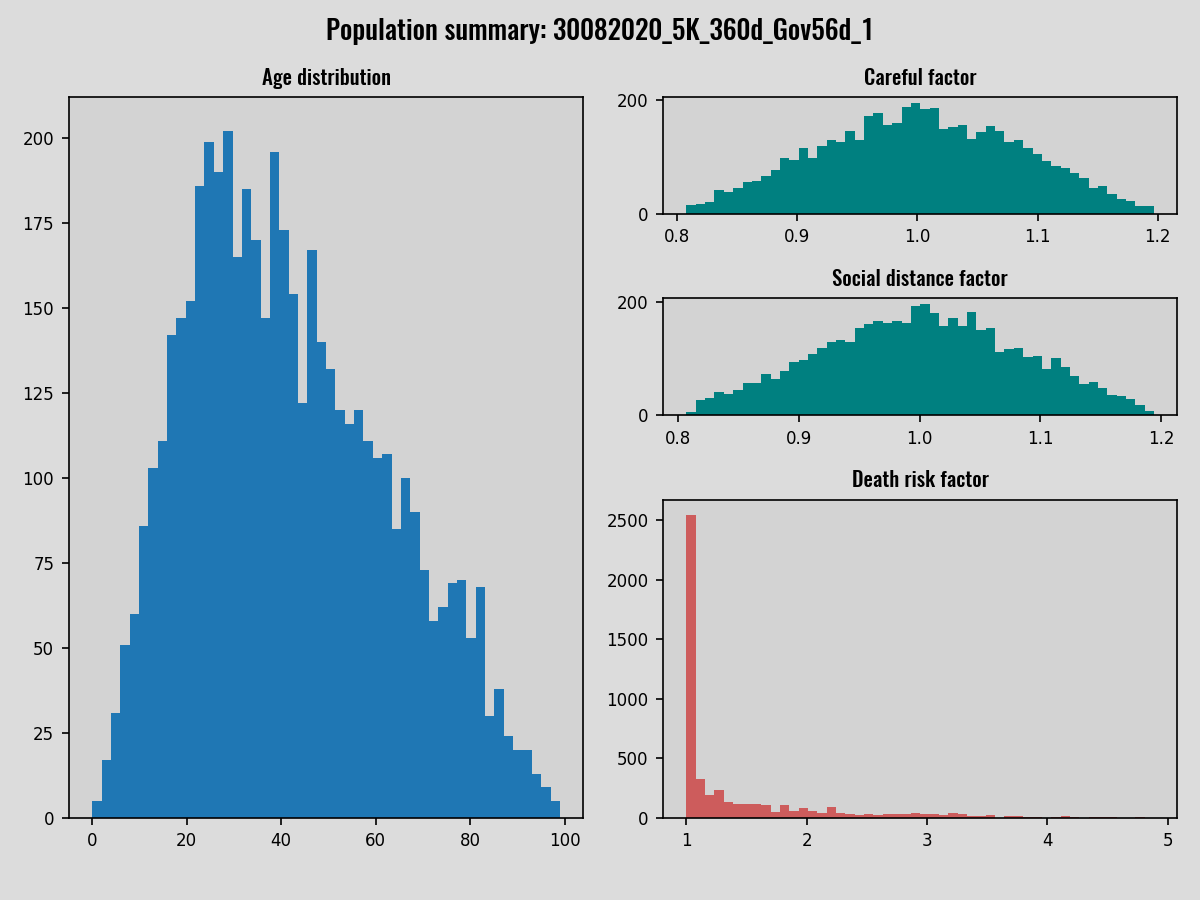 Population summary: 30082020_5K_360d_Gov56d_1
Age distribution
200
175
150
125
100
75
50
25
0
0 20 40 60 80 100
Careful factor
200
0
0.8 0.9 1.0 1.1 1.2
Social distance factor
200
0
0.8 0.9 1.0 1.1 1.2
Death risk factor
2500
2000
1500
1000
500
0
1 2 3 4 5